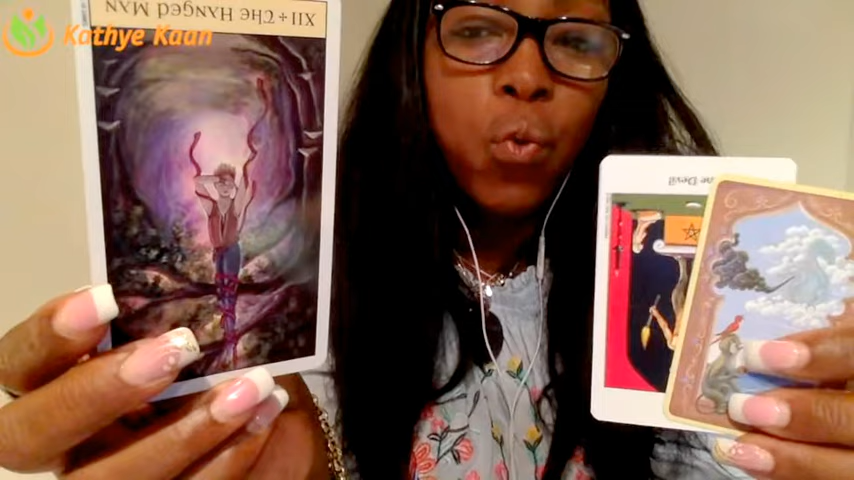 Kathye Kaan
XII ÷ The Hanged Man
The Devil